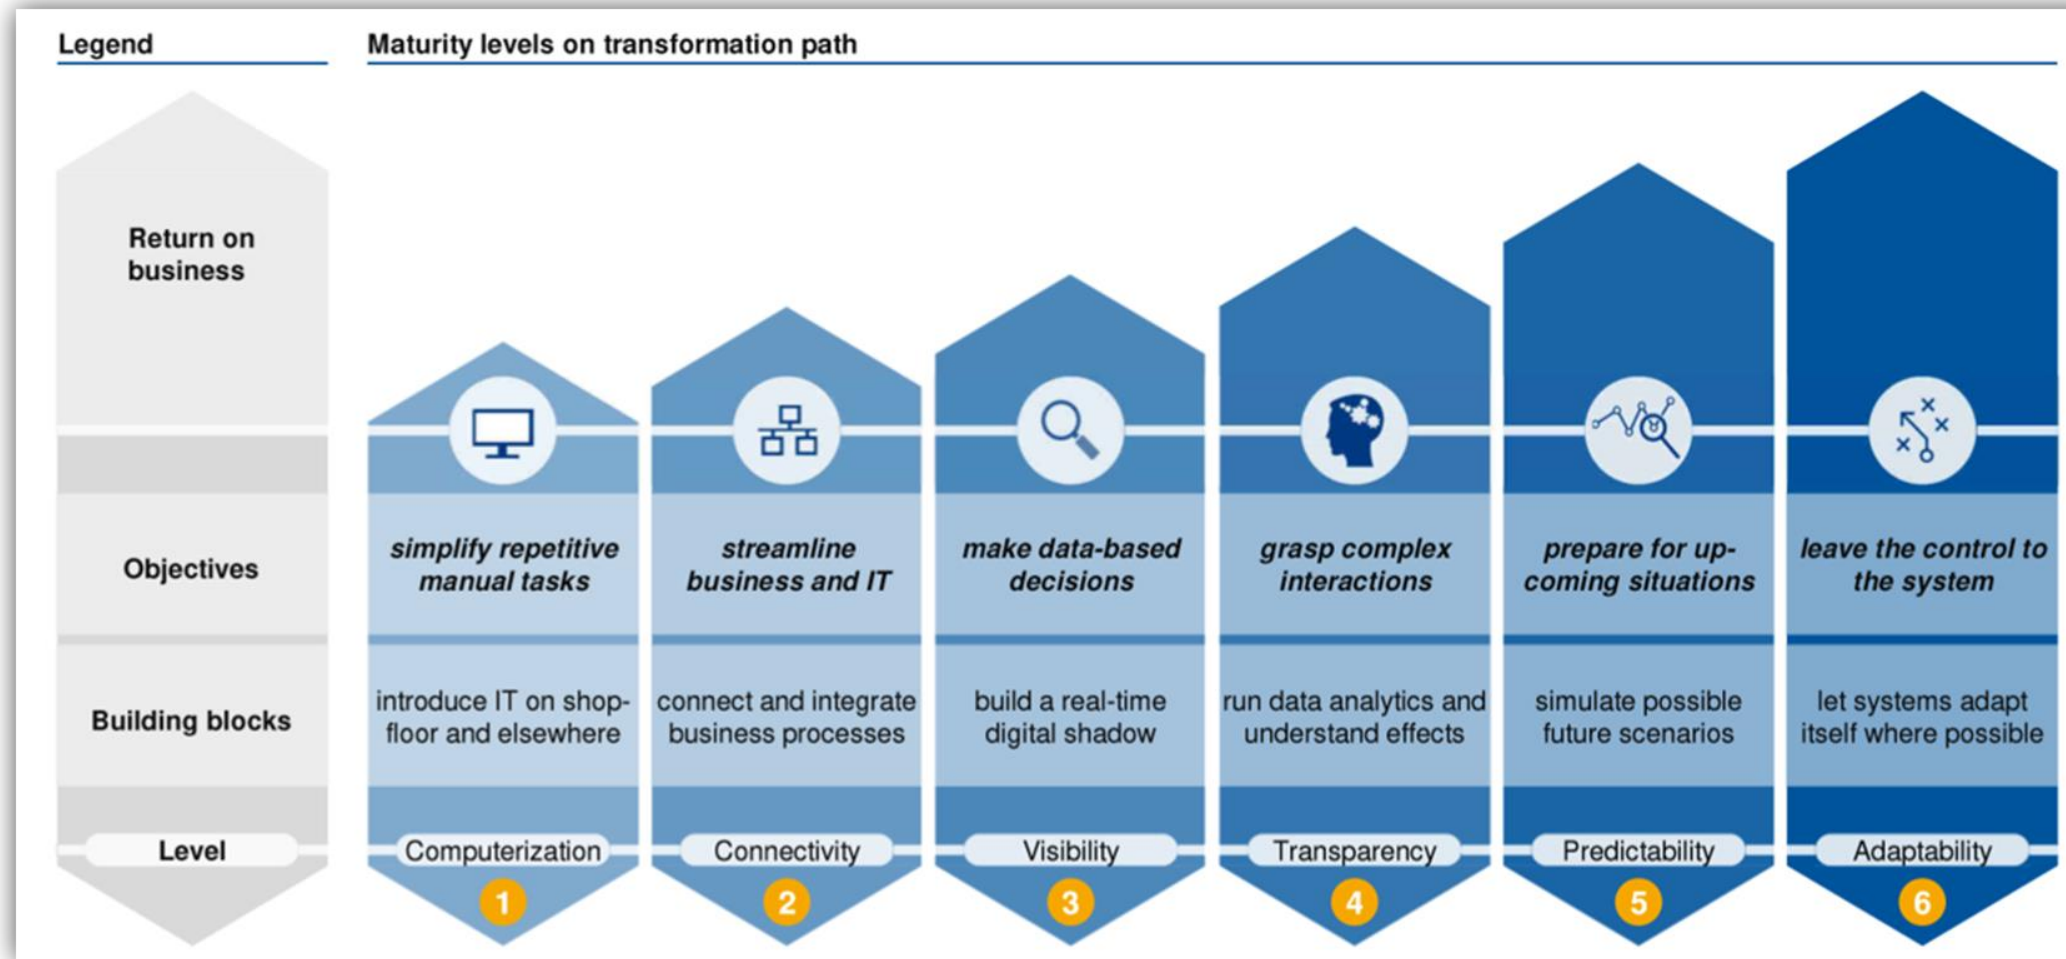 Legend
Maturity levels on transformation path
Return on
business
Objectives
Building blocks
Level
simplify repetitive
manual tasks
introduce IT on shop-
floor and elsewhere
Computerization
1
streamline
business and IT
connect and integrate
business processes
Connectivity
2
make data-based
decisions
build a real-time
digital shadow
Visibility
3
grasp complex
interactions
run data analytics and
understand effects
Transparency
4
prepare for up-
coming situations
simulate possible
future scenarios
Predictability
5
leave the control to
the system
let systems adapt
itself where possible
Adaptability
6